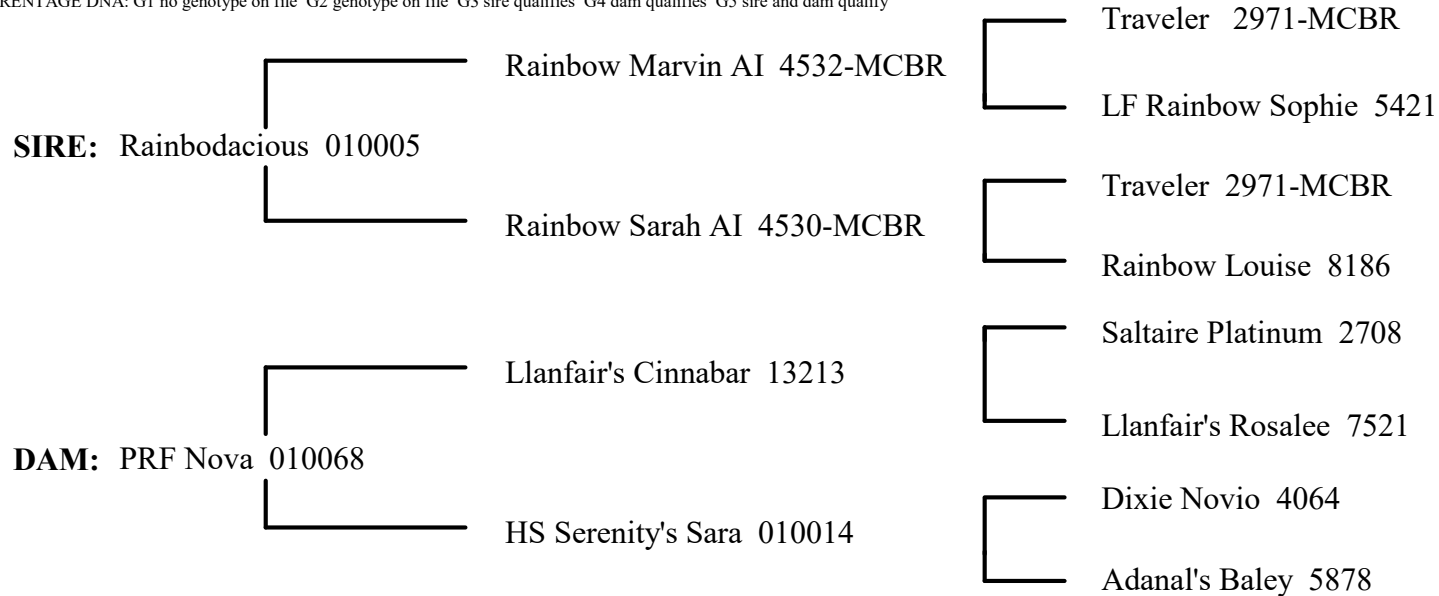 DNA: G1 no genotype on file G2 genotype on file G3 sire qualifies G4 dam qualifies G5 sire and dam qualify
Traveler 2971-MCBR
Rainbow Marvin AI 4532-MCBR
LF Rainbow Sophie 5421
SIRE: Rainbodacious 010005
Traveler 2971-MCBR
Rainbow Sarah AI 4530-MCBR
Rainbow Louise 8186
Saltaire Platinum 2708
Llanfair's Cinnabar 13213
Llanfair's Rosalee 7521
DAM: PRF Nova 010068
Dixie Novio 4064
HS Serenity's Sara 010014
Adanal's Baley 5878